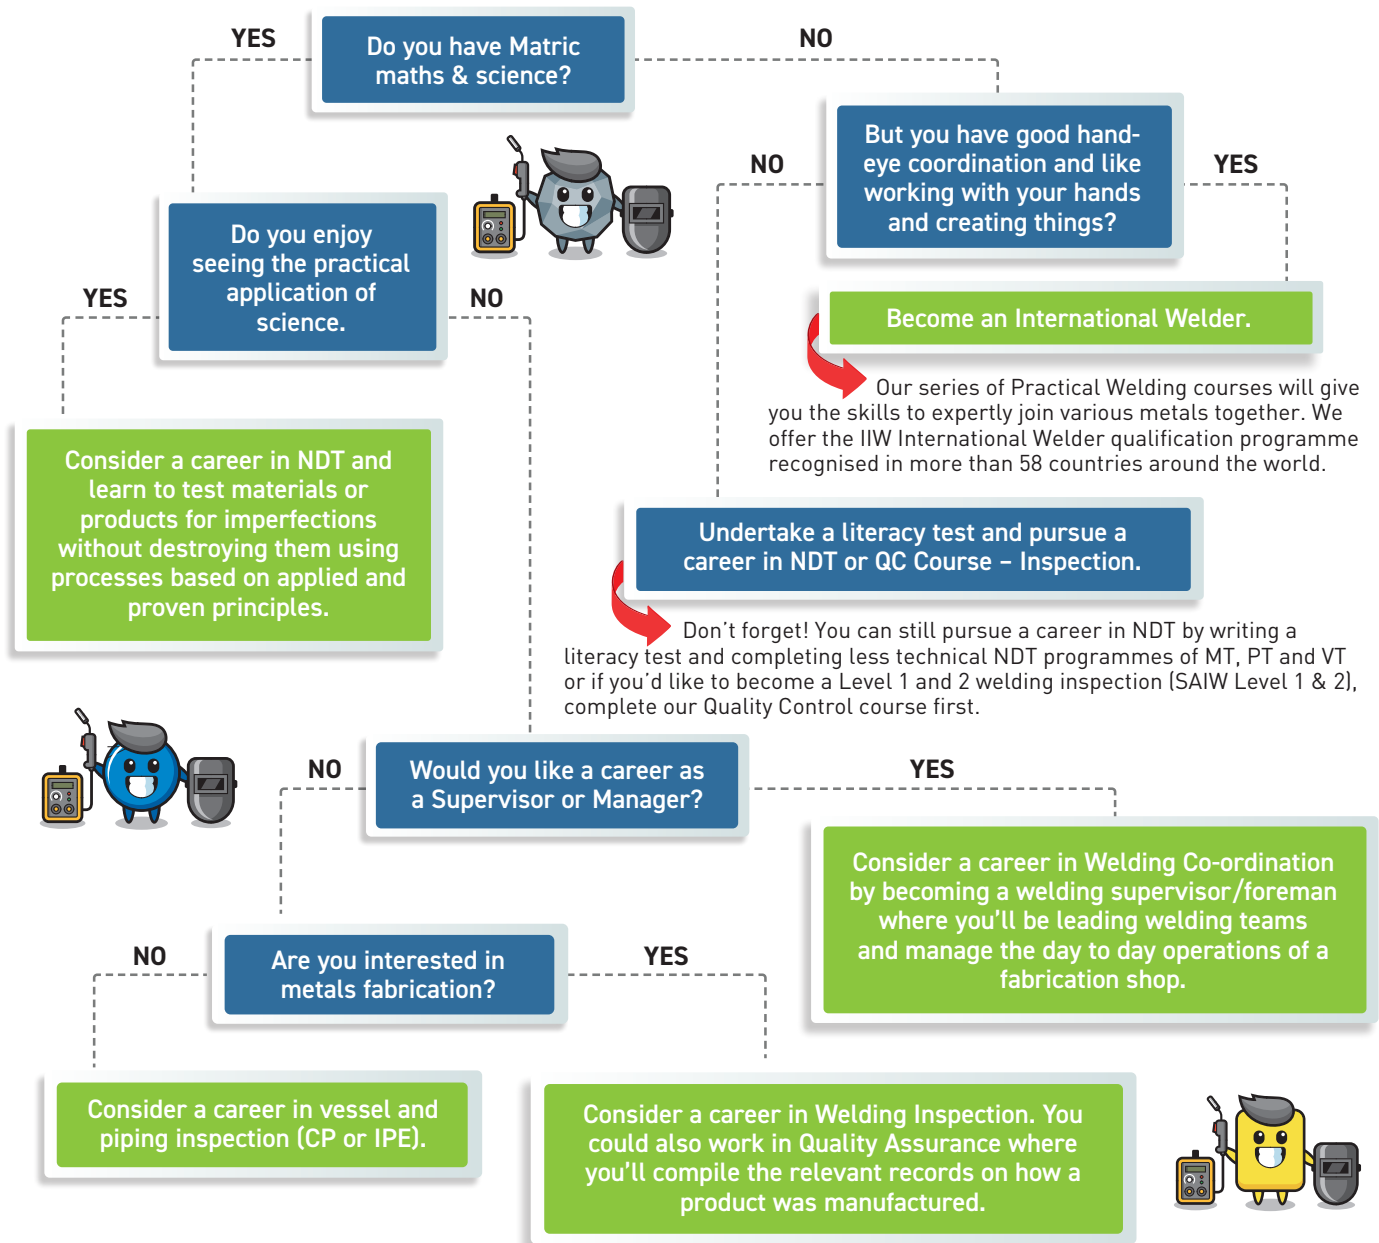 YES
Do you have Matric
maths & science?
NO
But you have good hand-
eye coordination and like
working with your hands
and creating things?
NO
YES
Do you enjoy
seeing the practical
application of
science.
YES
NO
Become an International Welder.
Our series of Practical Welding courses will give
you the skills to expertly join various metals together. We
offer the IIW International Welder qualification programme
recognised in more than 58 countries around the world.
Consider a career in NDT and
learn to test materials or
products for imperfections
without destroying them using
processes based on applied and
proven principles.
Undertake a literacy test and pursue a
career in NDT or QC Course – Inspection.
Don't forget! You can still pursue a career in NDT by writing a
literacy test and completing less technical NDT programmes of MT, PT and VT
or if you'd like to become a Level 1 and 2 welding inspection (SAIW Level 1 & 2),
complete our Quality Control course first.
NO
Would you like a career as
a Supervisor or Manager?
YES
Consider a career in Welding Co-ordination
by becoming a welding supervisor/foreman
where you'll be leading welding teams
and manage the day to day operations of a
fabrication shop.
NO
Are you interested in
metals fabrication?
YES
Consider a career in vessel and
piping inspection (CP or IPE).
Consider a career in Welding Inspection. You
could also work in Quality Assurance where
you'll compile the relevant records on how a
product was manufactured.